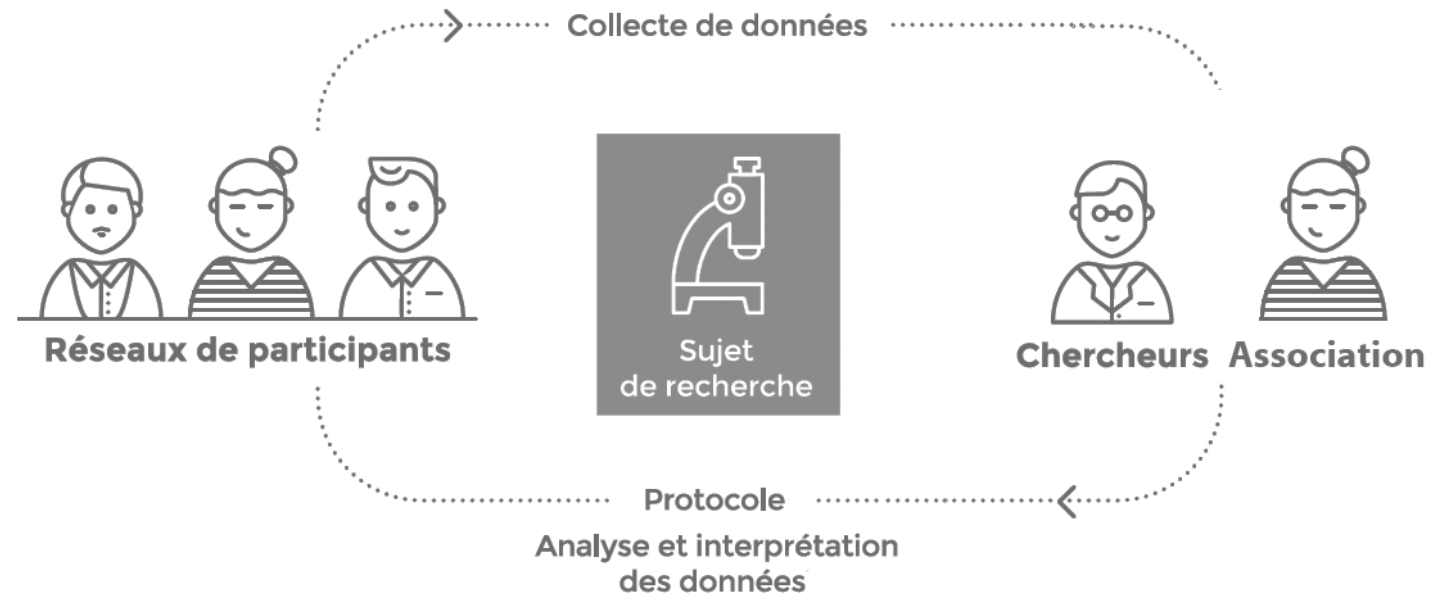 Collecte de données
Réseaux de participants
Sujet
de recherche
Chercheurs
Association
Protocole
Analyse et interprétation
des données